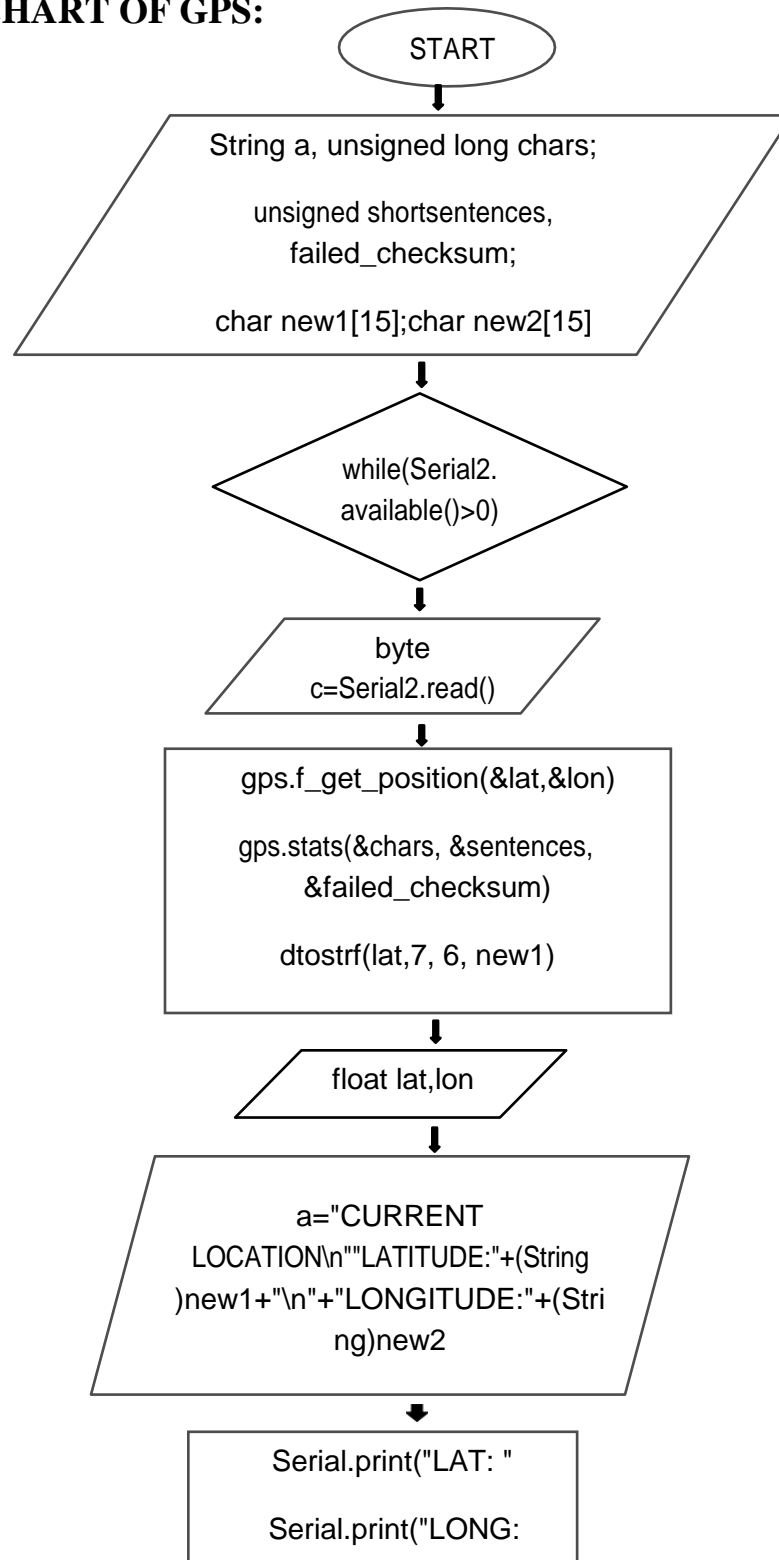 CHART OF GPS:
START
String a, unsigned long chars;
unsigned shortsentences,
failed_checksum;
char new1[15];char new2[15]
while(Serial2.
available()>0)
byte
c=Serial2.read()
gps.f_get_position(&lat,&lon)
gps.stats(&chars, &sentences,
&failed_checksum)
dtostrf(lat,7, 6, new1)
float lat,lon
a="CURRENT
LOCATION\n""LATITUDE:"+(String
)new1+"\n"+"LONGITUDE:"+(Stri
ng)new2
Serial.print("LAT: "
Serial.print("LONG: